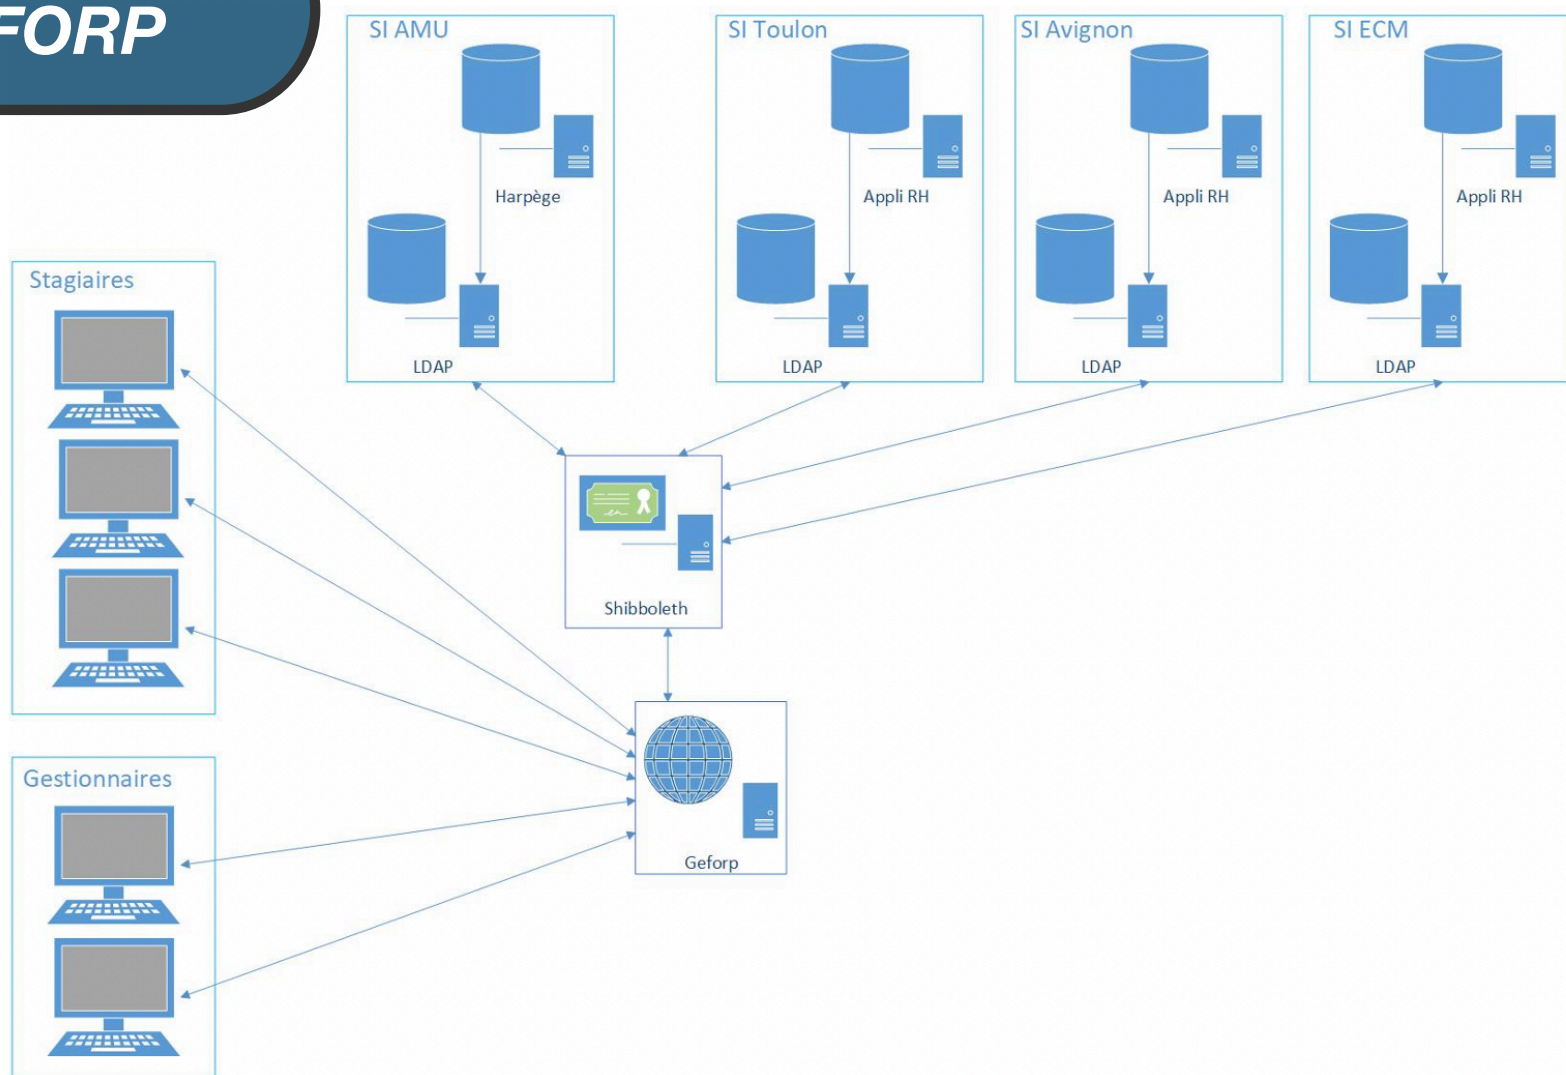 FORP
SI AMU
SI Toulon
SI Avignon
SI ECM
Harpège
Appli RH
Appli RH
Appli RH
LDAP
LDAP
LDAP
LDAP
Stagiaires
Shibboleth
Gestionnaires
Geforp